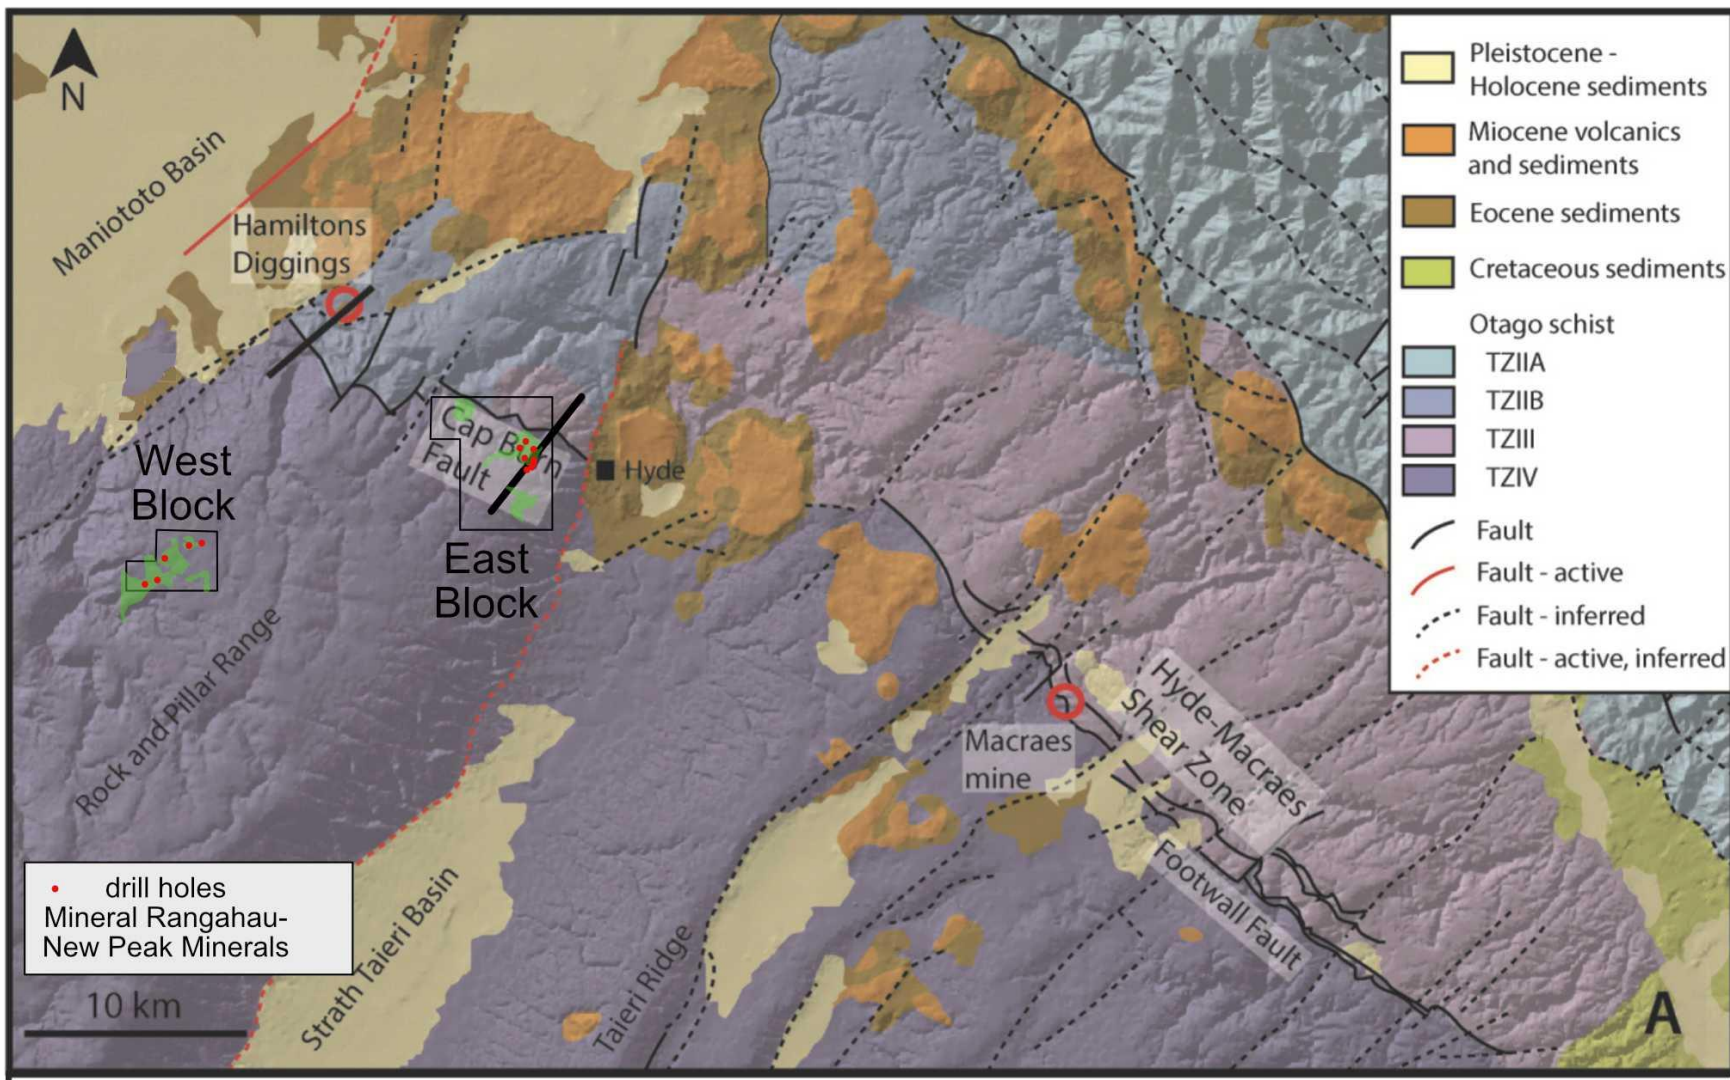 N
Maniototo Basin
Hamiltons
Diggings
Cap Burn
Fault
Hyde
West
Block
East
Block
Rock and Pillar Range
Macraes
mine
Hyde-Macraes
Shear Zone
Footwall Fault
Strath Taieri Basin
Taieri Ridge
drill holes
Mineral Rangahau-
New Peak Minerals
10 km
A
Pleistocene -
Holocene sediments
Miocene volcanics
and sediments
Eocene sediments
Cretaceous sediments
Otago schist
TZIIA
TZIIB
TZIII
TZIV
Fault
Fault - active
Fault - inferred
Fault - active, inferred